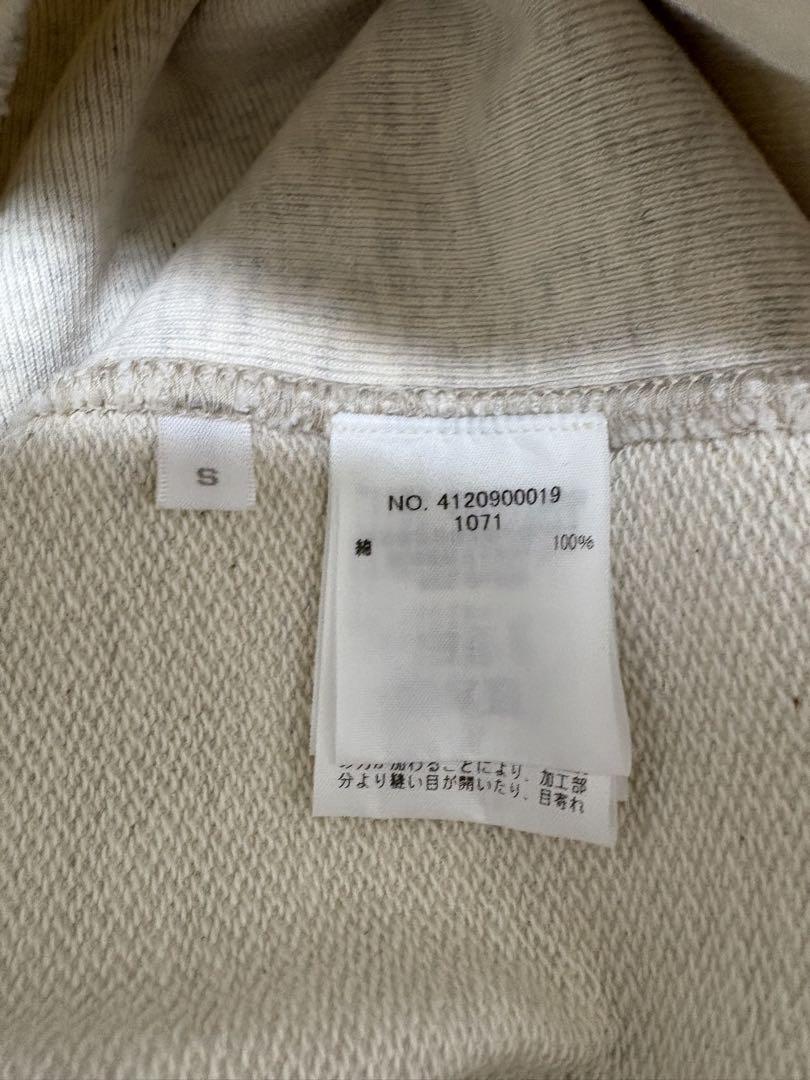 S
NO. 4120900019
1071
綿 100%
力が加わることにより、加工部
分より縫い目が開いたり、目寄れ